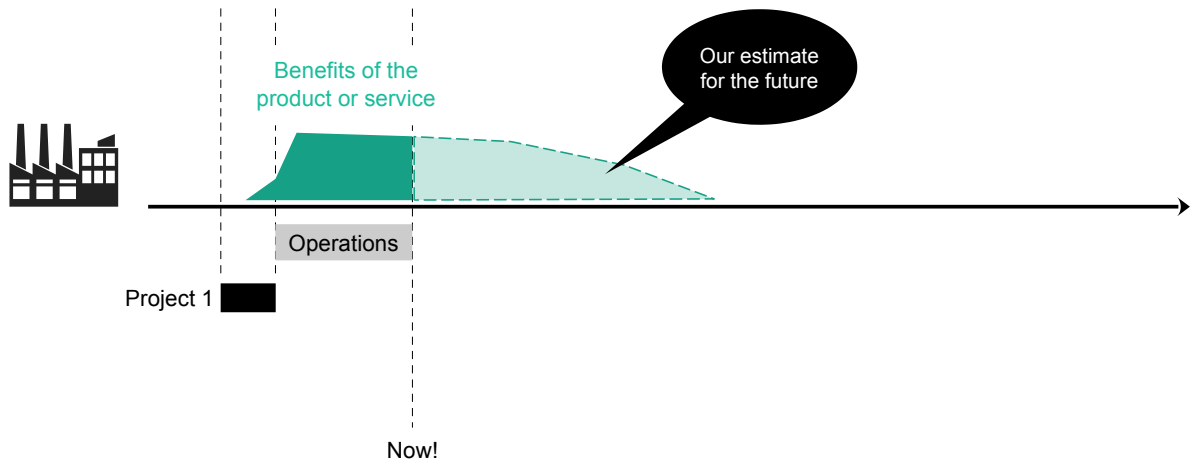 Our estimate
for the future
Benefits of the
product or service
Operations
Project 1
Now!